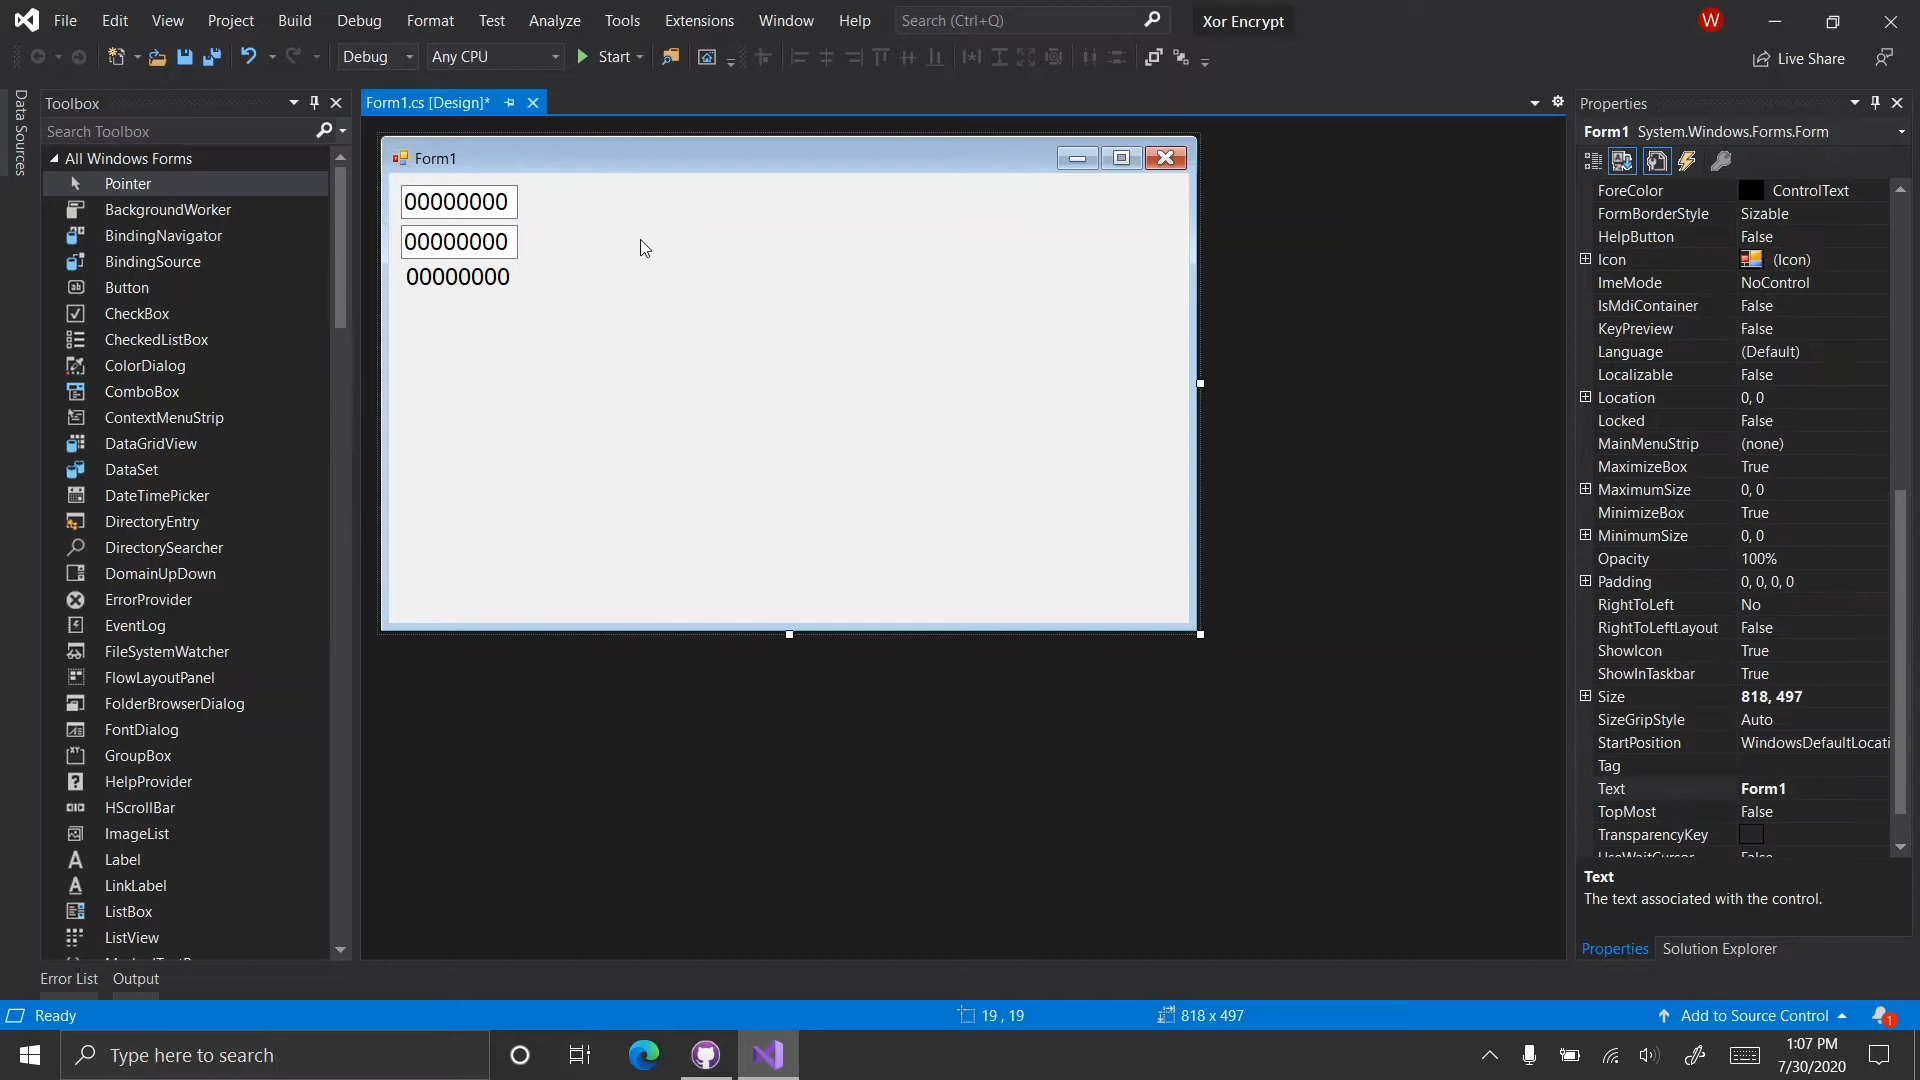 File Edit View Project Build Debug Format Test Analyze Tools Extensions Window Help Search (Ctrl+Q) Xor Encrypt W
Debug Any CPU Start Live Share
Data Sources
Toolbox
Search Toolbox
All Windows Forms
Pointer
BackgroundWorker
BindingNavigator
BindingSource
Button
CheckBox
CheckedListBox
ColorDialog
ComboBox
ContextMenuStrip
DataGridView
DataSet
DateTimePicker
DirectoryEntry
DirectorySearcher
DomainUpDown
ErrorProvider
EventLog
FileSystemWatcher
FlowLayoutPanel
FolderBrowserDialog
FontDialog
GroupBox
HelpProvider
HScrollBar
ImageList
Label
LinkLabel
ListBox
ListView
Form1.cs [Design]*
Form1
00000000
00000000
00000000
Properties
Form1 System.Windows.Forms.Form
ForeColor ControlText
FormBorderStyle Sizable
HelpButton False
Icon (Icon)
ImeMode NoControl
IsMdiContainer False
KeyPreview False
Language (Default)
Localizable False
Location 0, 0
Locked False
MainMenuStrip (none)
MaximizeBox True
MaximumSize 0, 0
MinimizeBox True
MinimumSize 0, 0
Opacity 100%
Padding 0, 0, 0, 0
RightToLeft No
RightToLeftLayout False
ShowIcon True
ShowInTaskbar True
Size 818, 497
SizeGripStyle Auto
StartPosition WindowsDefaultLocati
Tag
Text Form1
TopMost False
TransparencyKey
UseWaitCursor False
Text
The text associated with the control.
Properties Solution Explorer
Error List Output
Ready 19 , 19 818 x 497 Add to Source Control 1
Type here to search
1:07 PM
7/30/2020